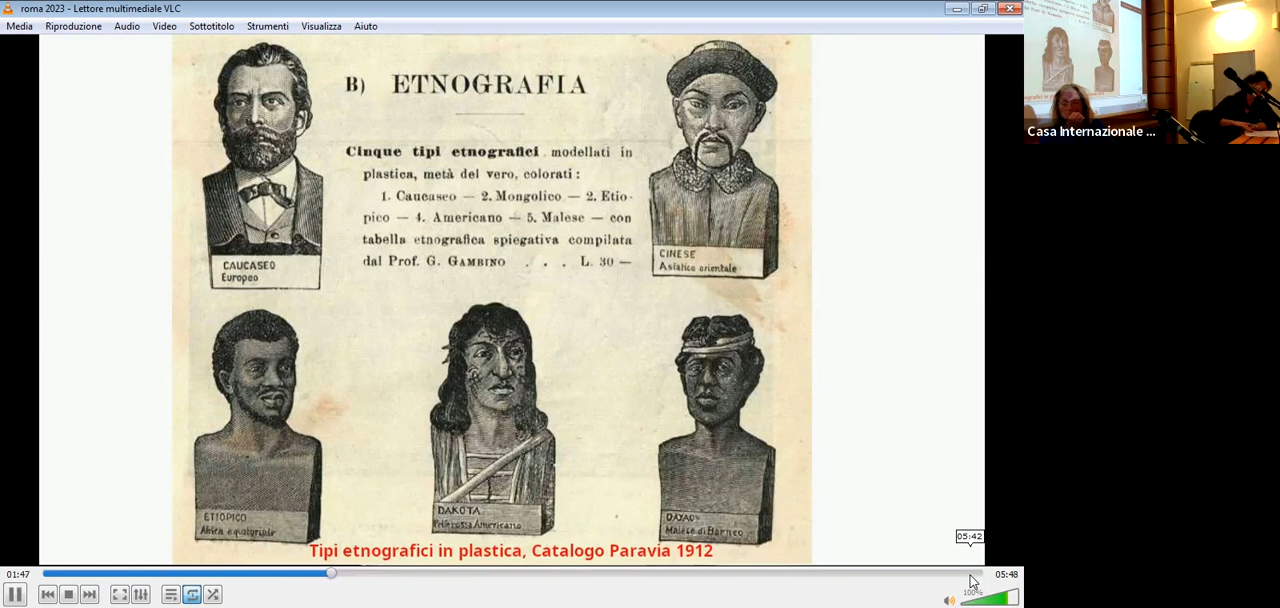 roma 2023 - Lettore multimediale VLC
Media Riproduzione Audio Video Sottotitolo Strumenti Visualizza Aiuto
B) ETNOGRAFIA
Cinque tipi etnografici modellati in
plastica, metà del vero, colorati:
1. Caucaseo — 2. Mongolico — 2. Etio-
pico — 4. Americano — 5. Malese — con
tabella etnografica spiegativa compilata
dal Prof. G. GAMBINO . . . L. 30 —
CAUCASEO
Europeo
CINESE
Asiatico orientale
ETIOPICO
Africa equatoriale
DAKOTA
Pellerossa Americano
DAYAC
Malese di Borneo
Tipi etnografici in plastica, Catalogo Paravia 1912
Casa Internazionale ...
05:42
01:47
05:48
100%